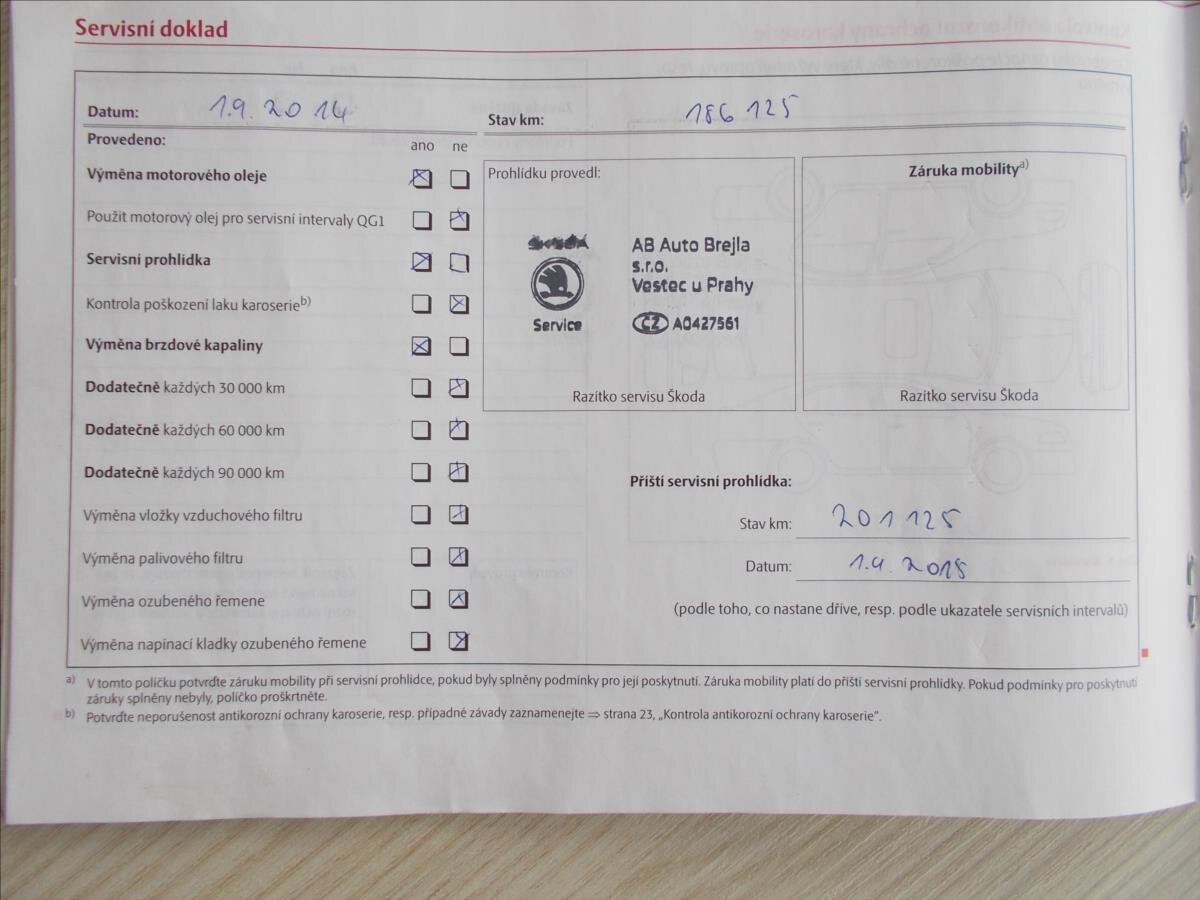 Servisní doklad
Datum: 1.9.2014 Stav km: 186 125
Provedeno: ano ne
Výměna motorového oleje
Použit motorový olej pro servisní intervaly QG1
Servisní prohlídka
Kontrola poškození laku karoserie b)
Výměna brzdové kapaliny
Dodatečně každých 30 000 km
Dodatečně každých 60 000 km
Dodatečně každých 90 000 km
Výměna vložky vzduchového filtru
Výměna palivového filtru
Výměna ozubeného řemene
Výměna napínací kladky ozubeného řemene
Prohlídku provedl:
ŠKODA
Service
AB Auto Brejla
s.r.o.
Vestec u Prahy
CZ A0427561
Razítko servisu Škoda
Záruka mobility a)
Razítko servisu Škoda
Příští servisní prohlídka:
Stav km: 201 125
Datum: 1.9.2015
(podle toho, co nastane dříve, resp. podle ukazatele servisních intervalů)
a) V tomto políčku potvrďte záruku mobility při servisní prohlídce, pokud byly splněny podmínky pro její poskytnutí. Záruka mobility platí do příští servisní prohlídky. Pokud podmínky pro poskytnutí
záruky splněny nebyly, políčko proškrtněte.
b) Potvrďte neporušenost antikorozní ochrany karoserie, resp. případné závady zaznamenejte ⇒ strana 23, „Kontrola antikorozní ochrany karoserie“.